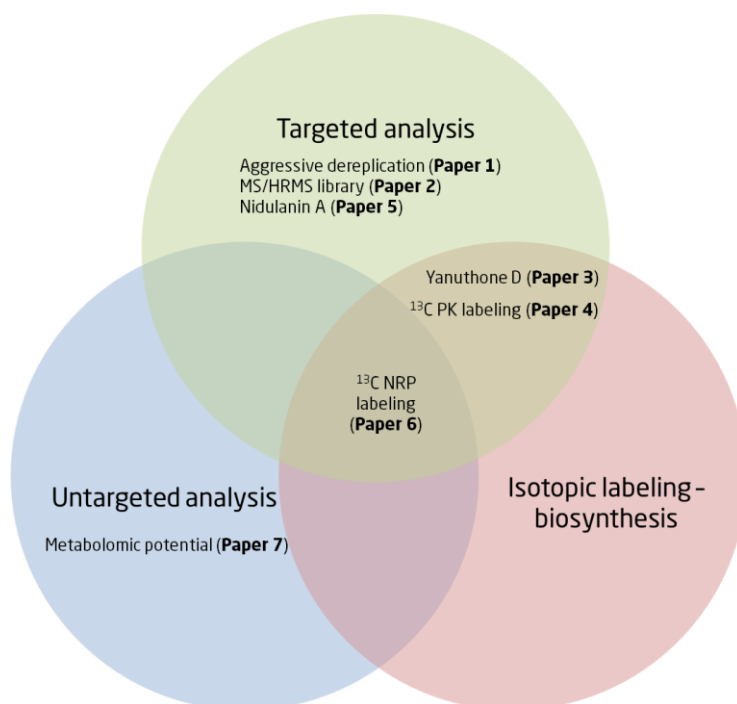 Targeted analysis
Aggressive dereplication (Paper 1)
MS/HRMS library (Paper 2)
Nidulanin A (Paper 5)
Yanuthone D (Paper 3)
¹³C PK labeling (Paper 4)
¹³C NRP
labeling
(Paper 6)
Untargeted analysis
Metabolomic potential (Paper 7)
Isotopic labeling –
biosynthesis